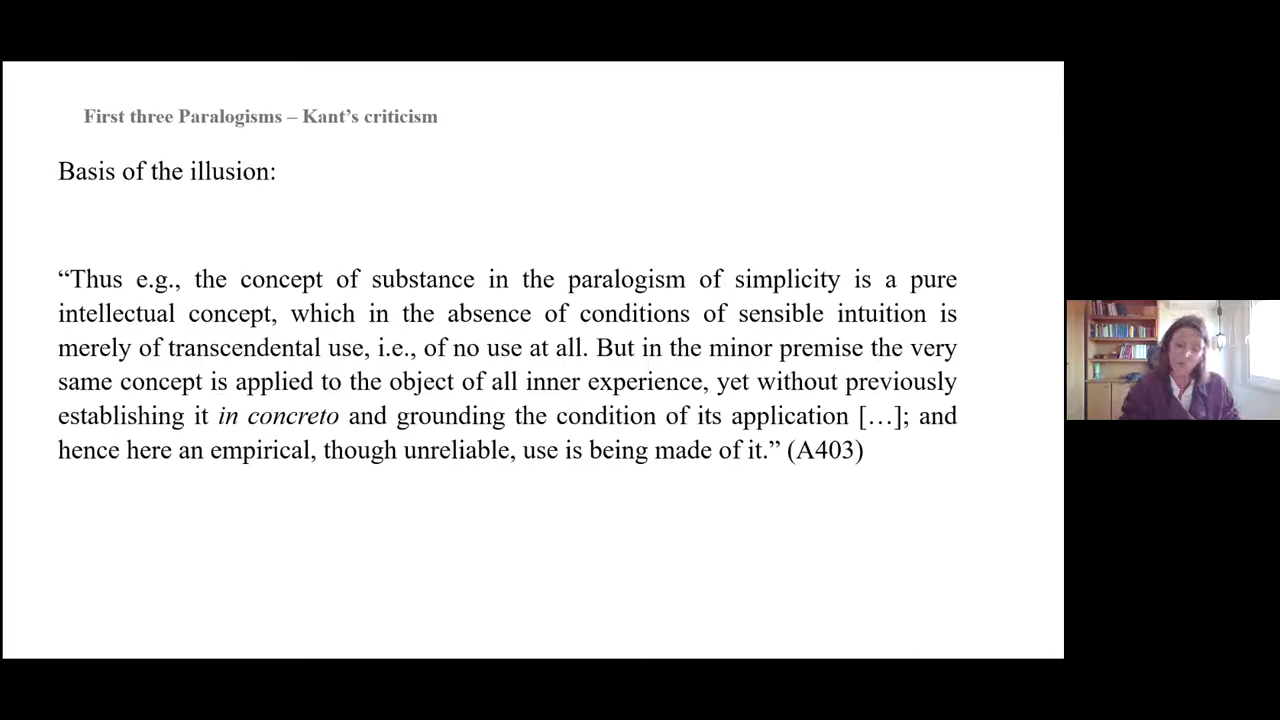 First three Paralogisms – Kant’s criticism
Basis of the illusion:
“Thus e.g., the concept of substance in the paralogism of simplicity is a pure
intellectual concept, which in the absence of conditions of sensible intuition is
merely of transcendental use, i.e., of no use at all. But in the minor premise the very
same concept is applied to the object of all inner experience, yet without previously
establishing it in concreto and grounding the condition of its application […]; and
hence here an empirical, though unreliable, use is being made of it.” (A403)